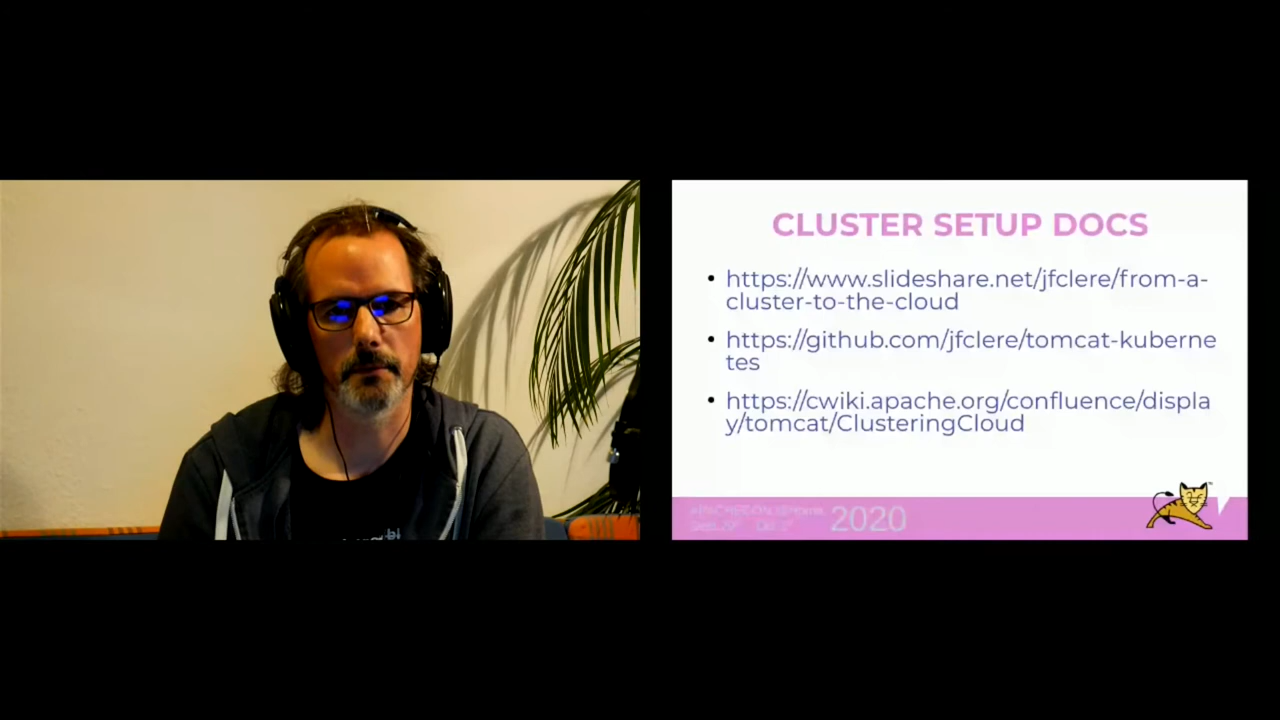 CLUSTER SETUP DOCS
https://www.slideshare.net/jfclere/from-a-
cluster-to-the-cloud
https://github.com/jfclere/tomcat-kuberne
tes
https://cwiki.apache.org/confluence/displa
y/tomcat/ClusteringCloud
2020